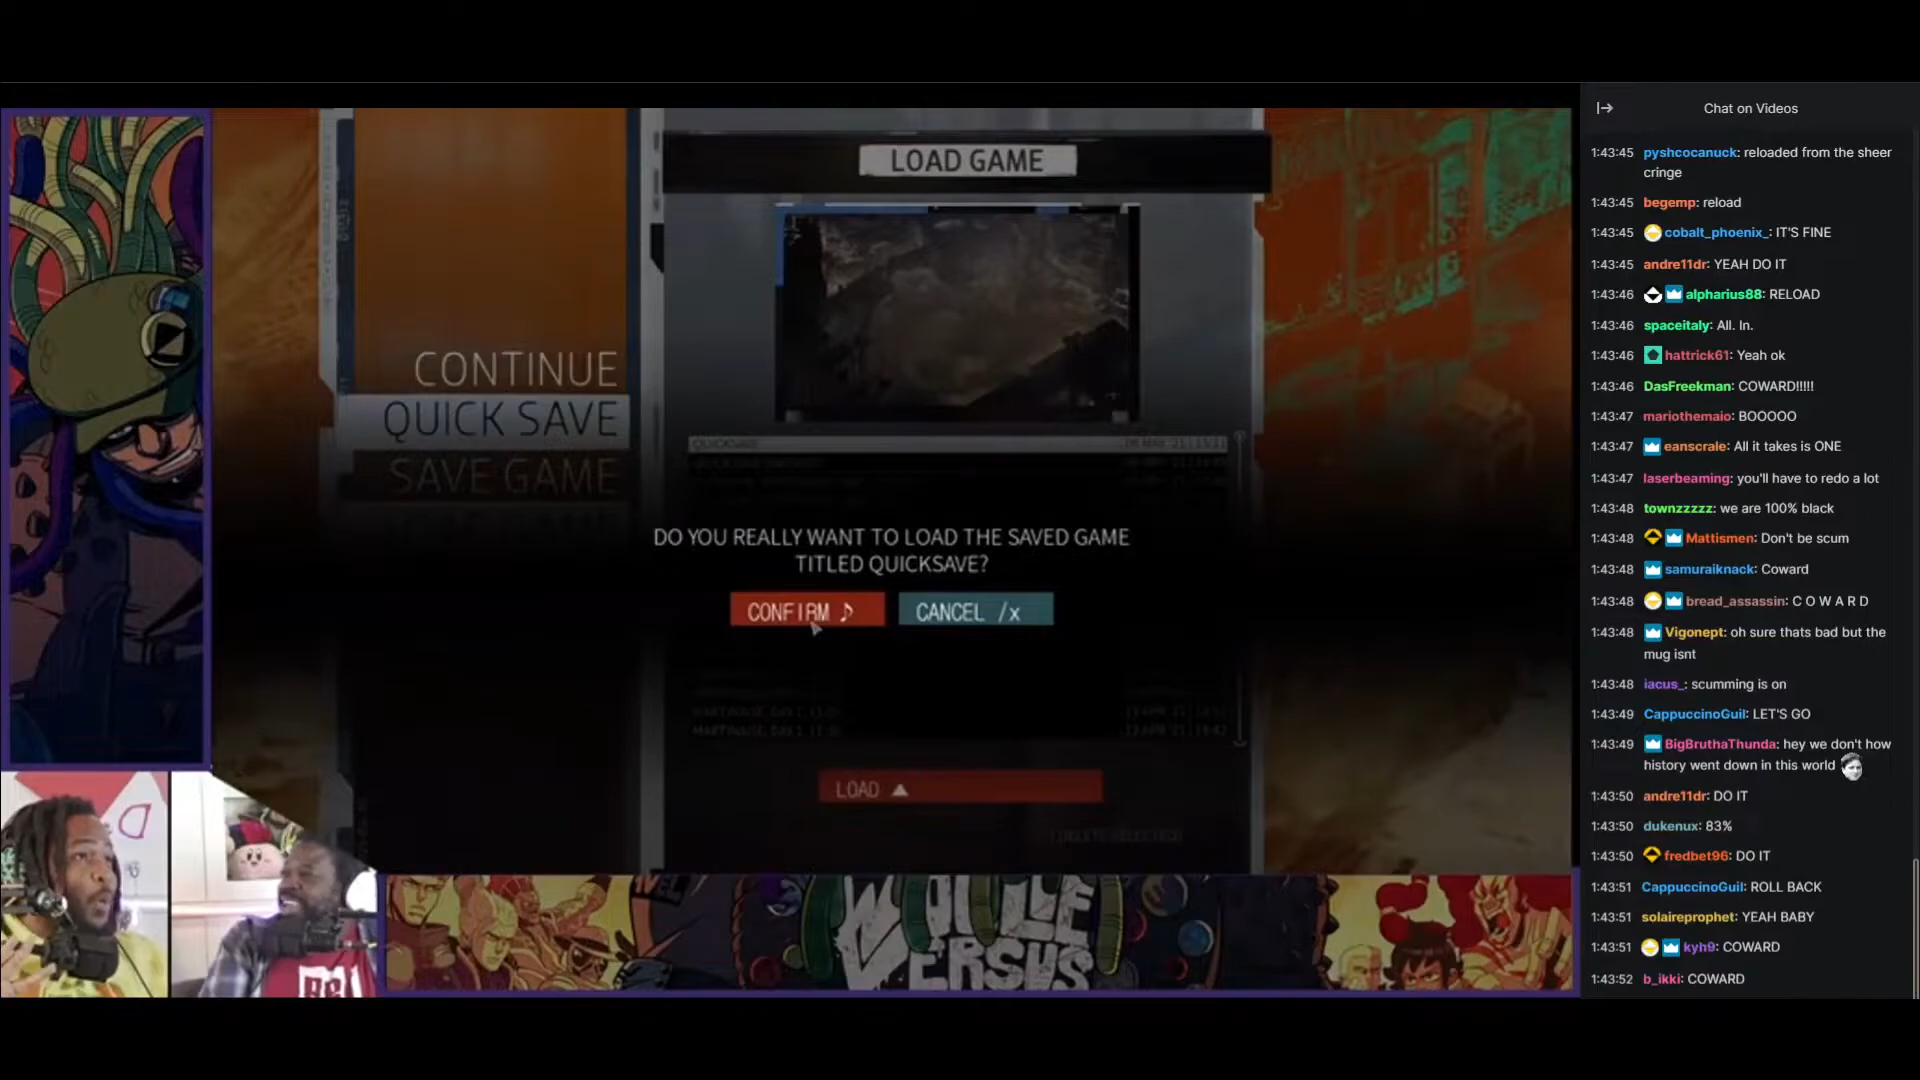 Chat on Videos
1:43:45 pyshcocanuck: reloaded from the sheer
cringe
1:43:45 begemp: reload
1:43:45 cobalt_phoenix_: IT'S FINE
1:43:45 andre11dr: YEAH DO IT
1:43:46 alpharius88: RELOAD
1:43:46 spaceitaly: All. In.
1:43:46 hattrick61: Yeah ok
1:43:46 DasFreekman: COWARD!!!!!
1:43:47 mariothemaio: BOOOOO
1:43:47 eanscrale: All it takes is ONE
1:43:47 laserbeaming: you'll have to redo a lot
1:43:48 townzzzzz: we are 100% black
1:43:48 Mattismen: Don't be scum
1:43:48 samuraiknack: Coward
1:43:48 bread_assassin: C O W A R D
1:43:48 Vigonept: oh sure thats bad but the
mug isnt
1:43:48 iacus_: scumming is on
1:43:49 CappuccinoGuil: LET'S GO
1:43:49 BigBruthaThunda: hey we don't how
history went down in this world
1:43:50 andre11dr: DO IT
1:43:50 dukenux: 83%
1:43:50 fredbet96: DO IT
1:43:51 CappuccinoGuil: ROLL BACK
1:43:51 solaireprophet: YEAH BABY
1:43:51 kyh9: COWARD
1:43:52 b_ikki: COWARD
LOAD GAME
CONTINUE
QUICK SAVE
SAVE GAME
QUICKSAVE
DO YOU REALLY WANT TO LOAD THE SAVED GAME
TITLED QUICKSAVE?
CONFIRM ♪
CANCEL /x
LOAD ▲
DELETE SELECTED
WOOLIE
VERSUS